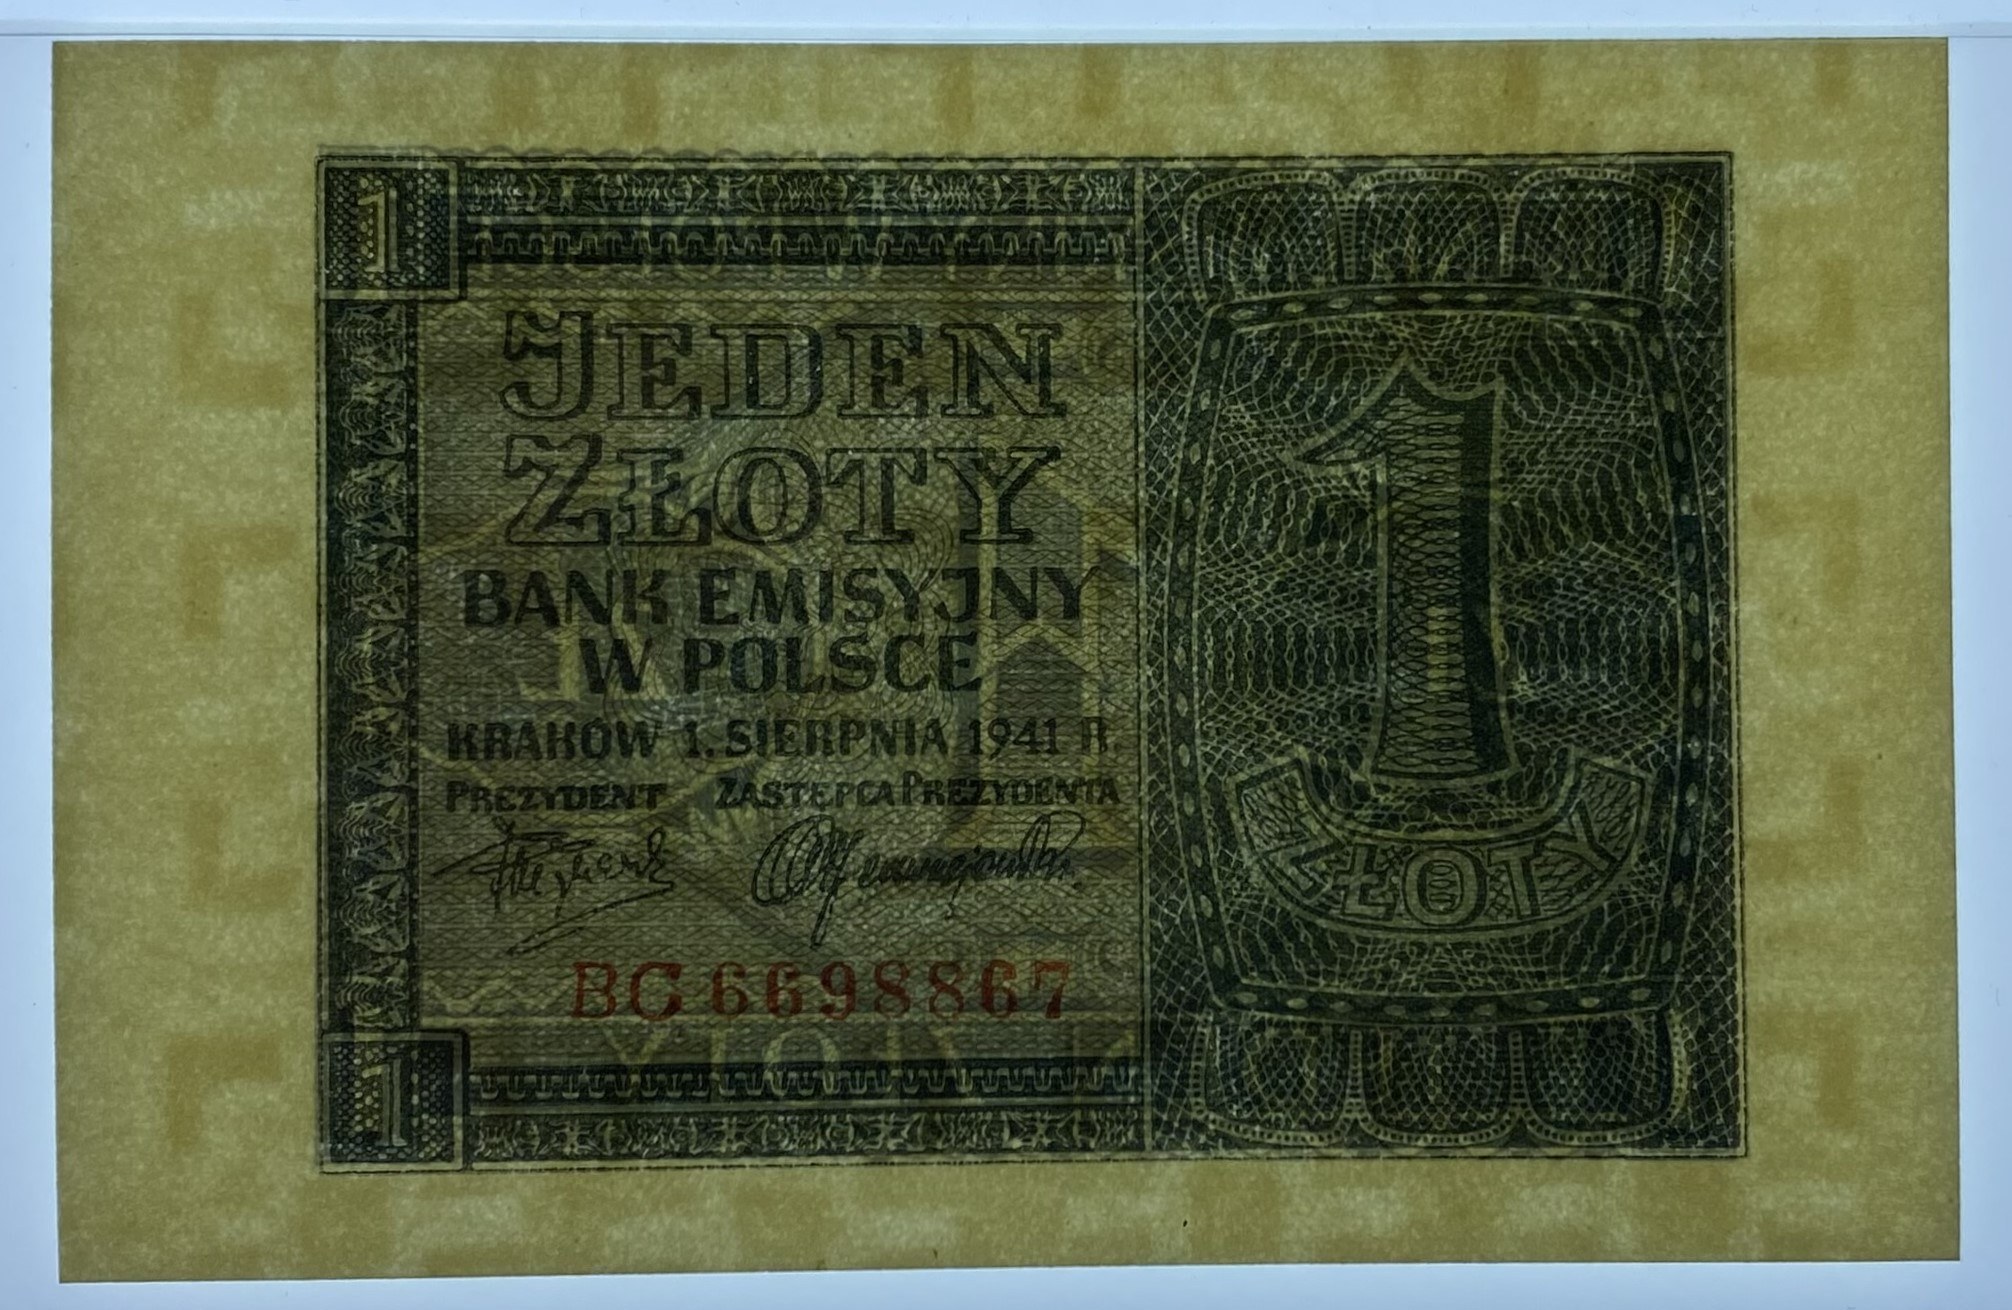 1
JEDEN
ZŁOTY
BANK EMISYJNY
W POLSCE
KRAKÓW 1. SIERPNIA 1941 R.
PREZYDENT ZASTĘPCA PREZYDENTA
BC 6698867
1
1
ZŁOTY